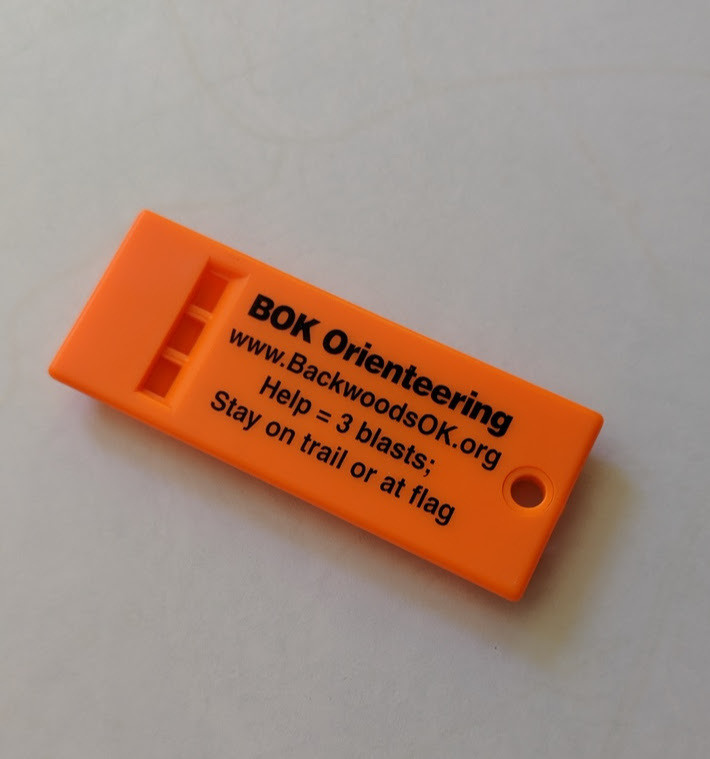 BOK Orienteering
www.BackwoodsOK.org
Help = 3 blasts;
Stay on trail or at flag